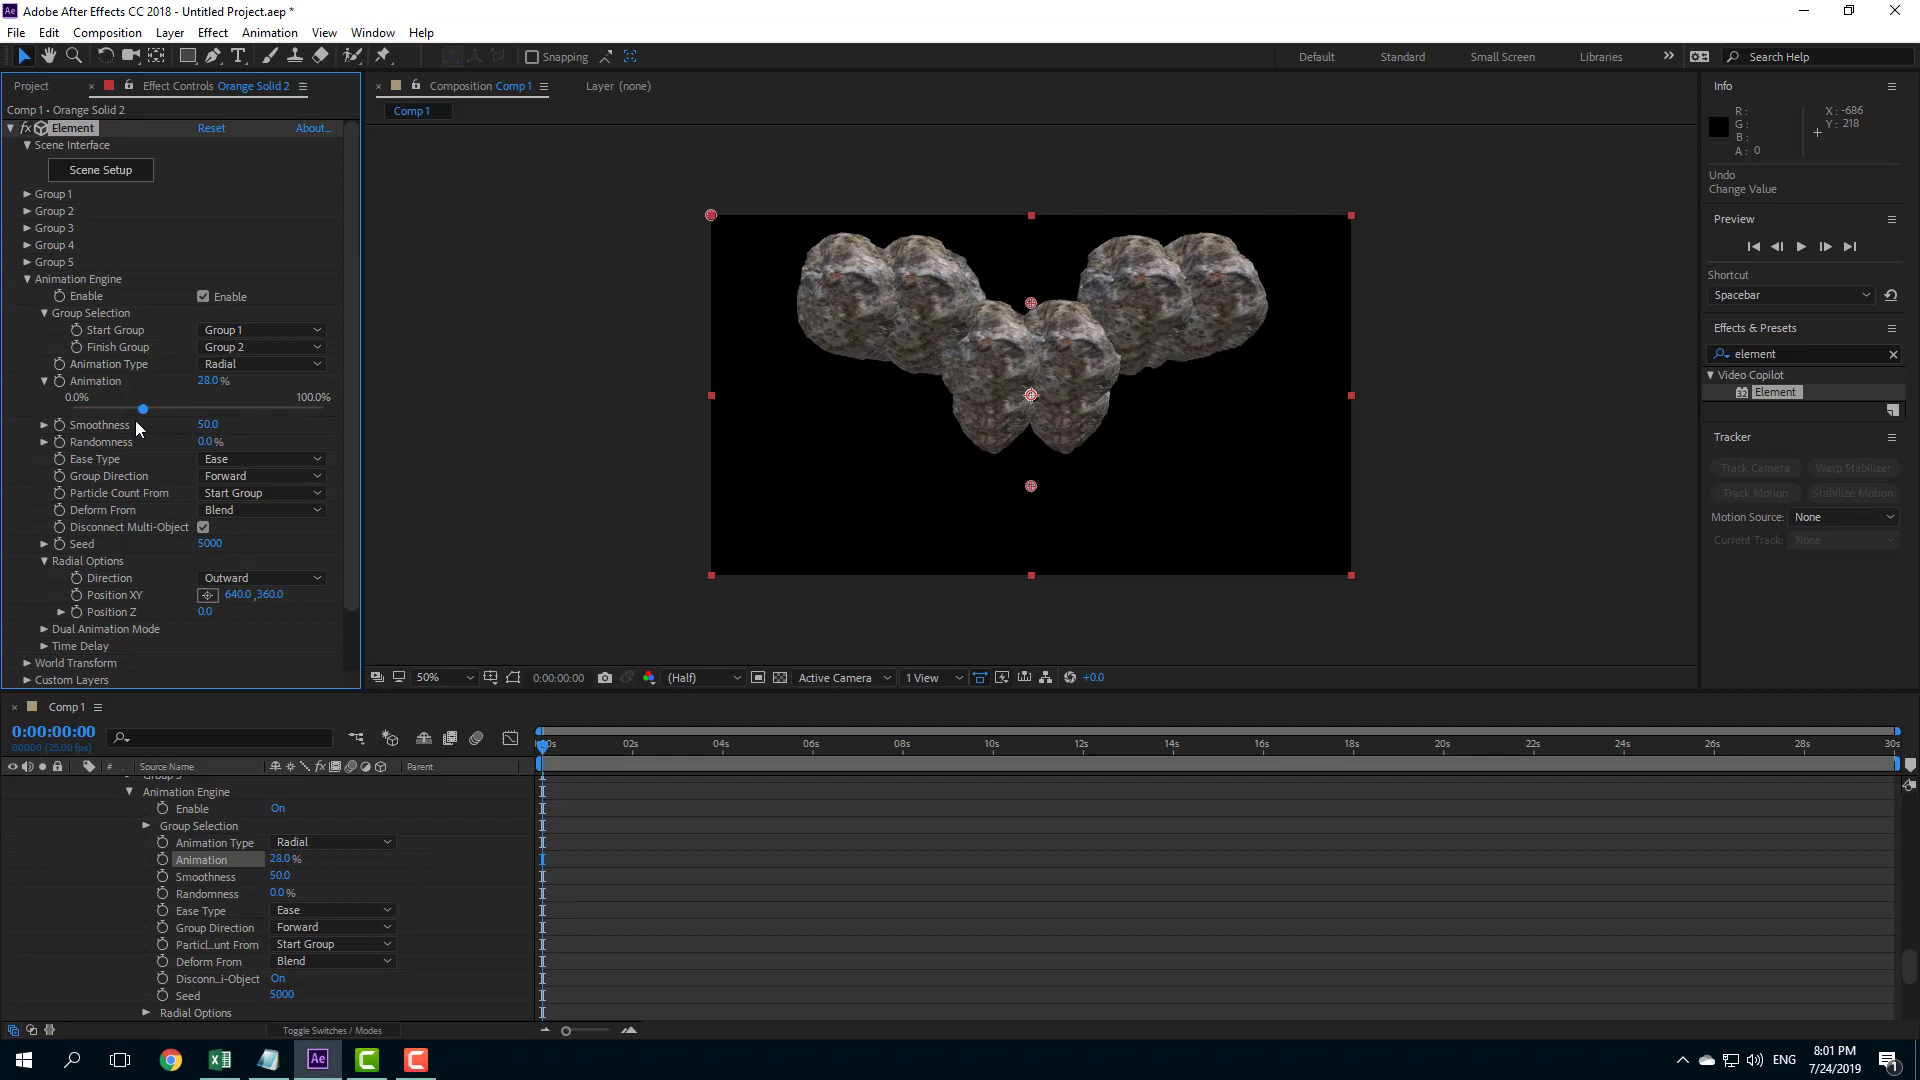 Adobe After Effects CC 2018 - Untitled Project.aep *
File Edit Composition Layer Effect Animation View Window Help
Snapping Default Standard Small Screen Libraries Search Help
Project Effect Controls Orange Solid 2 Composition Comp 1 Layer (none) Info
Comp 1 • Orange Solid 2 Comp 1
fx Element Reset About...
Scene Interface
Scene Setup
Group 1
Group 2
Group 3
Group 4
Group 5
Animation Engine
Enable Enable
Group Selection
Start Group Group 1
Finish Group Group 2
Animation Type Radial
Animation 28.0 %
0.0% 100.0%
Smoothness 50.0
Randomness 0.0 %
Ease Type Ease
Group Direction Forward
Particle Count From Start Group
Deform From Blend
Disconnect Multi-Object
Seed 5000
Radial Options
Direction Outward
Position XY 640.0 ,360.0
Position Z 0.0
Dual Animation Mode
Time Delay
World Transform
Custom Layers
50% 0:00:00:00 (Half) Active Camera 1 View +0.0
R : X : -686
G : Y : 218
B :
A : 0
Undo
Change Value
Preview
Shortcut
Spacebar
Effects & Presets
element
Video Copilot
32 Element
Tracker
Track Camera Warp Stabilizer
Track Motion Stabilize Motion
Motion Source: None
Current Track: None
Comp 1
0:00:00:00
00000 (25.00 fps)
02s 04s 06s 08s 10s 12s 14s 16s 18s 20s 22s 24s 26s 28s 30s
# Source Name fx Parent
Animation Engine
Enable On
Group Selection
Animation Type Radial
Animation 28.0 %
Smoothness 50.0
Randomness 0.0 %
Ease Type Ease
Group Direction Forward
Particl...unt From Start Group
Deform From Blend
Disconn...i-Object On
Seed 5000
Radial Options
Toggle Switches / Modes
Ae ENG 8:01 PM
7/24/2019
1